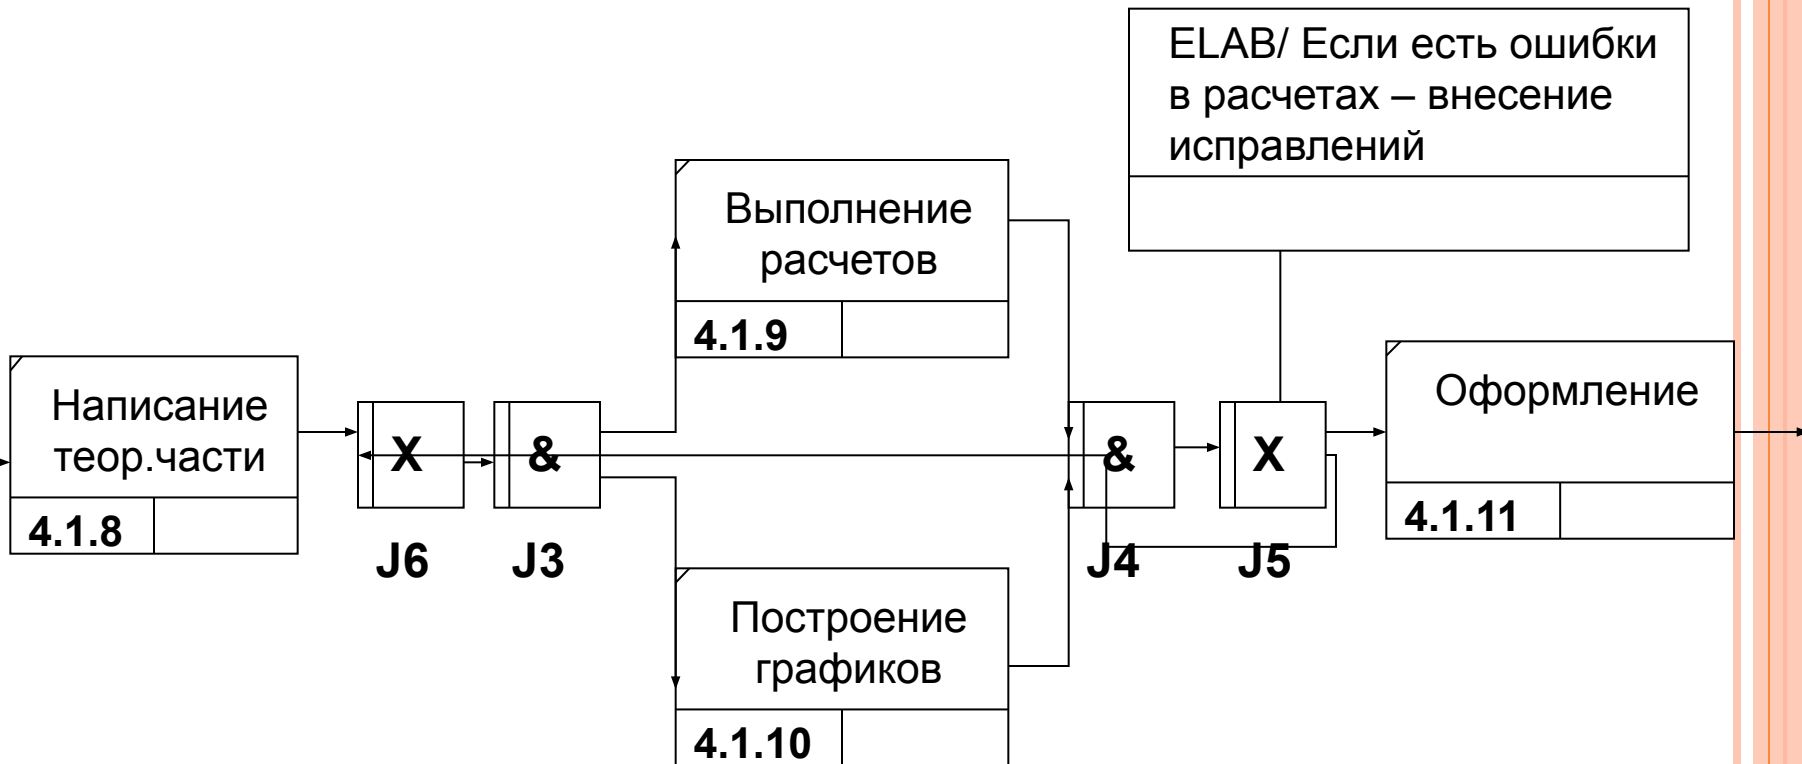 ELAB/ Если есть ошибки
в расчетах – внесение
исправлений
Выполнение
расчетов
4.1.9
Написание
теор.части
4.1.8
X
J6
&
J3
&
J4
X
J5
Оформление
4.1.11
Построение
графиков
4.1.10